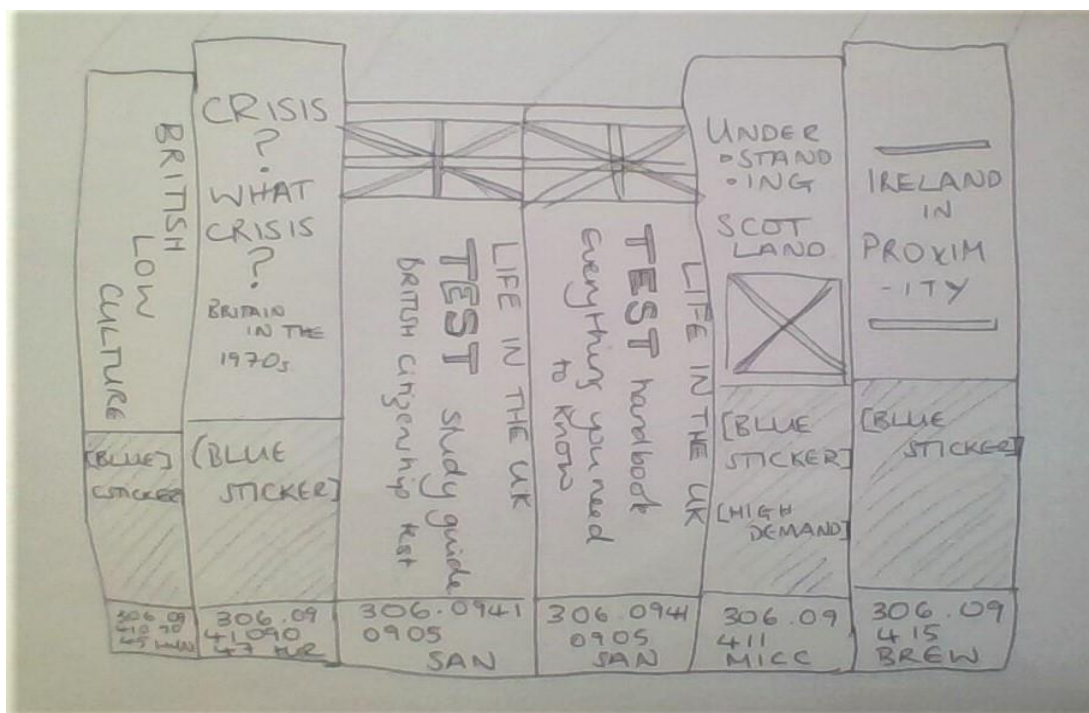 BRITISH
LOW
CULTURE
[BLUE]
STICKER
306.09
410 90
CRISIS
?
WHAT
CRISIS
?
BRITAIN
IN THE
1970s
[BLUE
STICKER]
306.09
41090
47 HUR
LIFE IN THE UK
TEST study guide
British citizenship test
306.0941
0905
SAN
LIFE IN THE UK
TEST handbook
Everything you need
to know
306.0941
0905
SAN
UNDER
STAND
ING
SCOT
LAND
[BLUE
STICKER]
[HIGH
DEMAND]
306.09
411
MICC
IRELAND
IN
PROXIM
-ITY
[BLUE
STICKER]
306.09
415
BREW